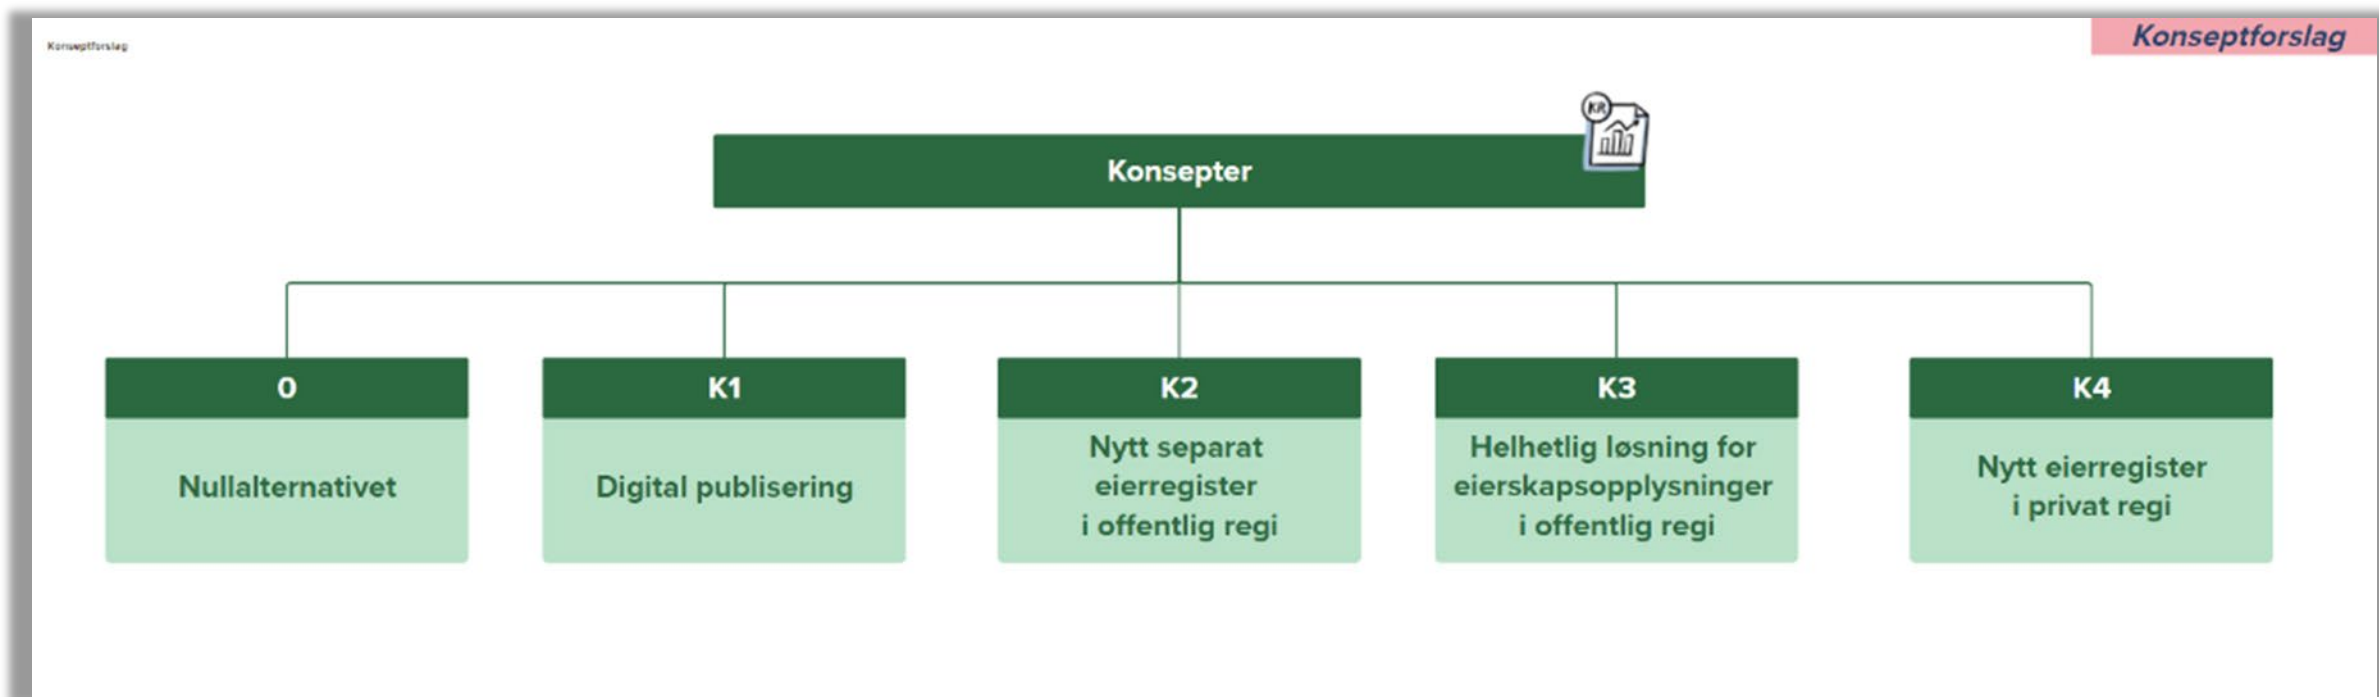 Konseptforslag
Konseptforslag
KR
Konsepter
0
Nullalternativet
K1
Digital publisering
K2
Nytt separat
eierregister
i offentlig regi
K3
Helhetlig løsning for
eierskapsopplysninger
i offentlig regi
K4
Nytt eierregister
i privat regi